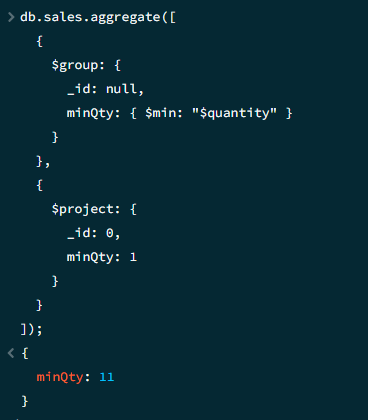 > db.sales.aggregate([
{
$group: {
_id: null,
minQty: { $min: "$quantity" }
}
},
{
$project: {
_id: 0,
minQty: 1
}
}
]);
< {
minQty: 11
}